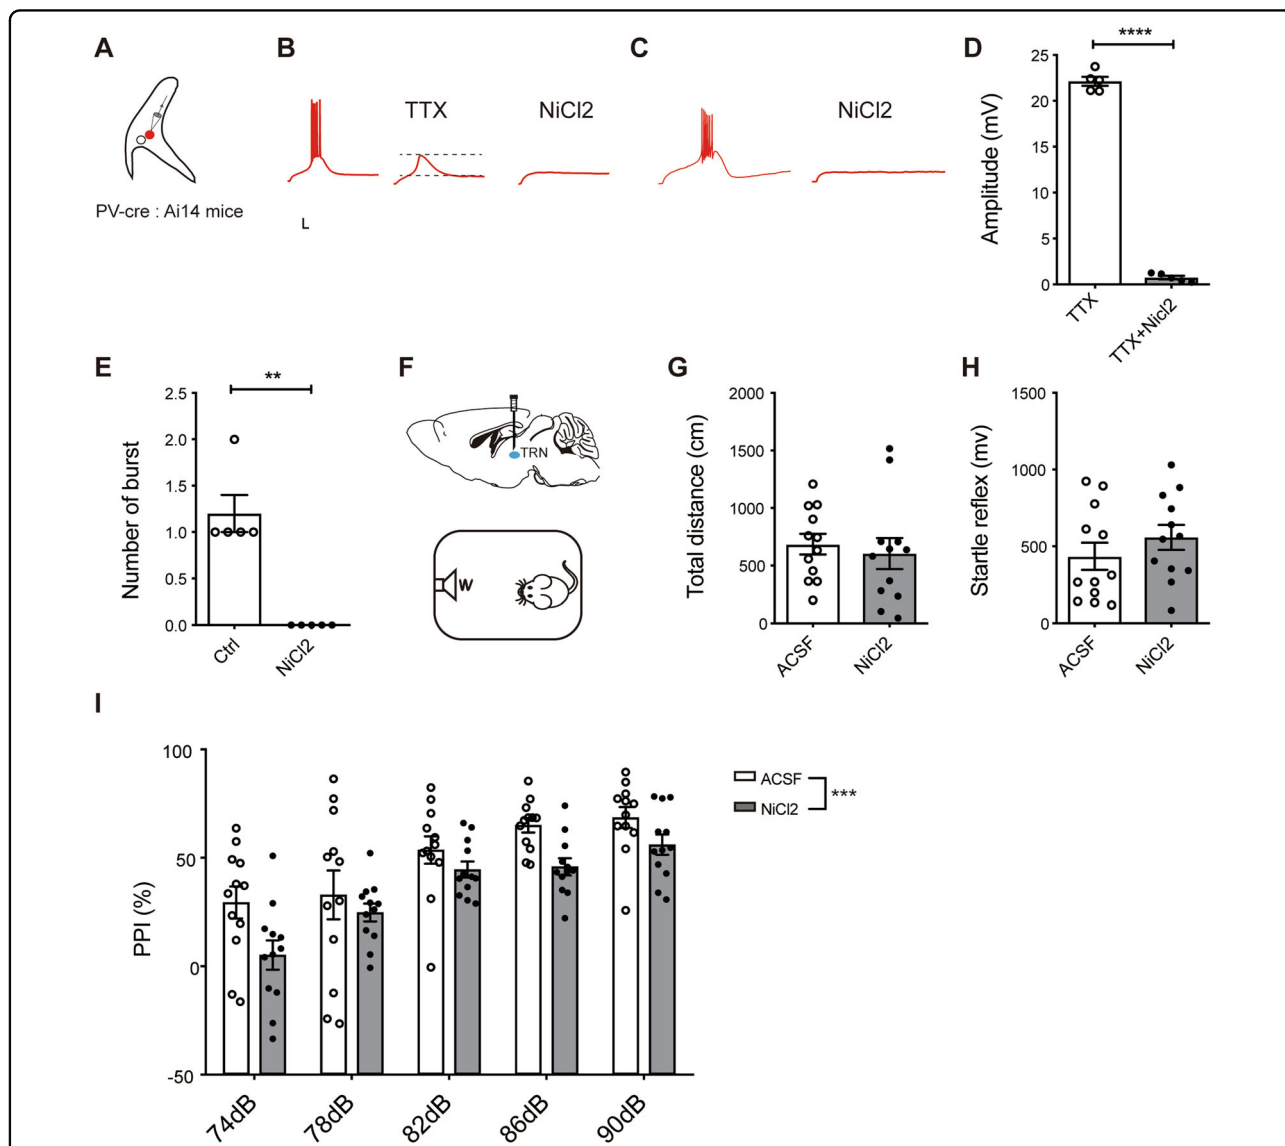 A
PV-cre : Ai14 mice
B
TTX
NiCl2
L
C
NiCl2
D
****
Amplitude (mV)
25
20
15
10
5
0
TTX
TTX+Nicl2
E
**
Number of burst
2.5
2.0
1.5
1.0
0.5
0.0
Ctrl
NiCl2
F
TRN
G
Total distance (cm)
2000
1500
1000
500
0
ACSF
NiCl2
H
Startle reflex (mv)
1500
1000
500
0
ACSF
NiCl2
I
PPI (%)
100
50
0
-50
74dB
78dB
82dB
86dB
90dB
ACSF
NiCl2
***